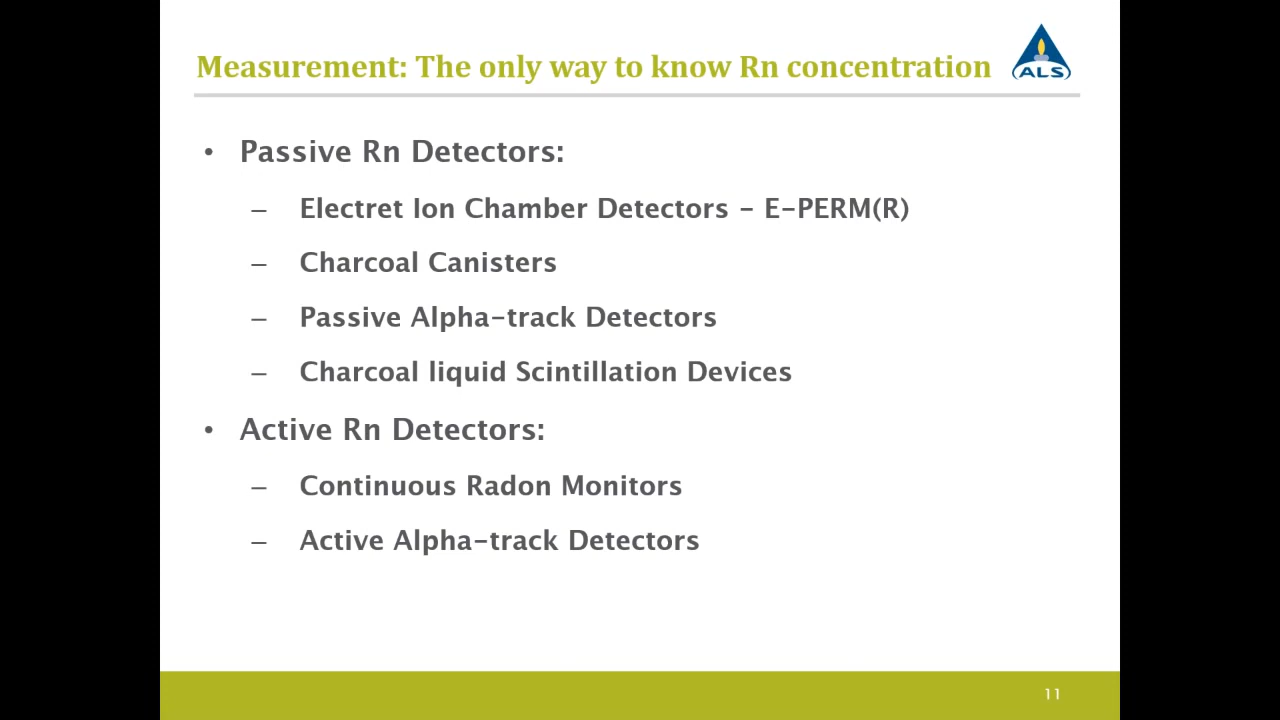 Measurement: The only way to know Rn concentration
ALS
• Passive Rn Detectors:
– Electret Ion Chamber Detectors - E-PERM(R)
– Charcoal Canisters
– Passive Alpha-track Detectors
– Charcoal liquid Scintillation Devices
• Active Rn Detectors:
– Continuous Radon Monitors
– Active Alpha-track Detectors
11